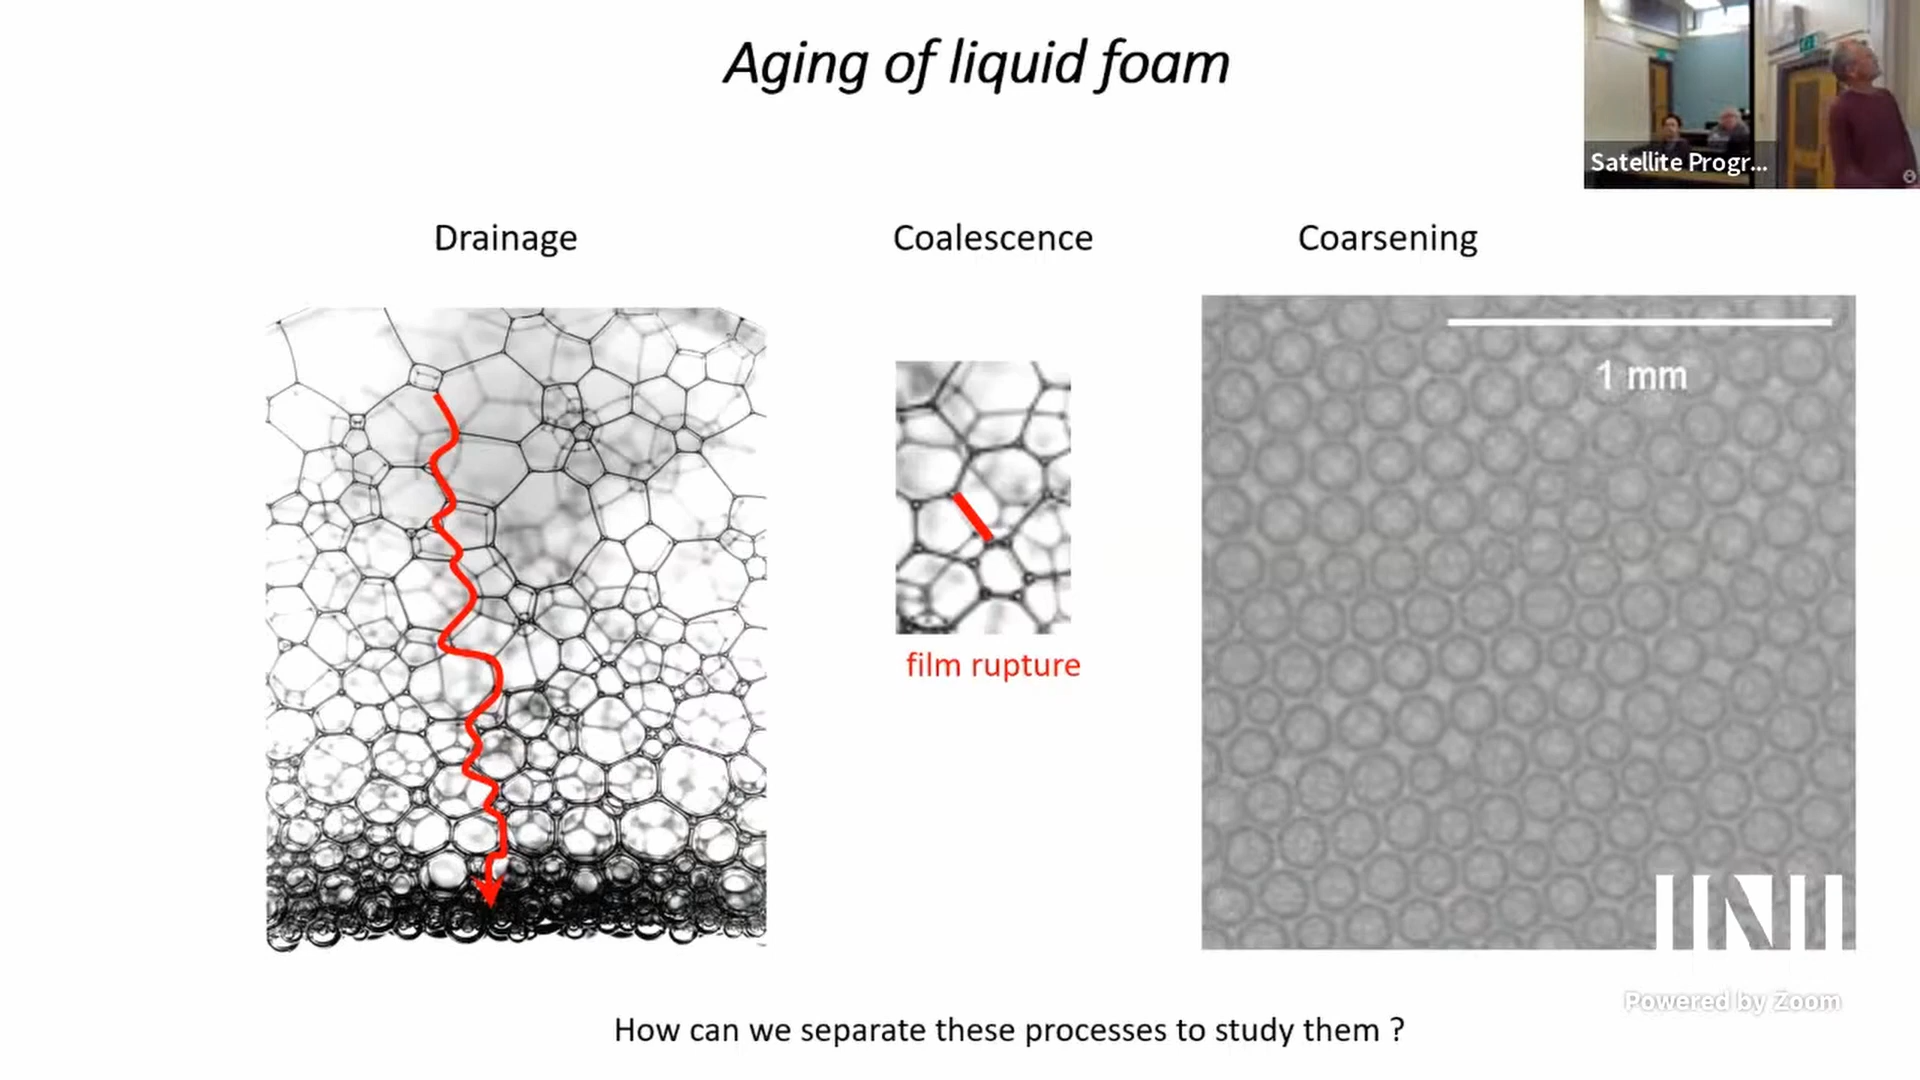 Aging of liquid foam
Satellite Progr...
Drainage
Coalescence
Coarsening
1 mm
film rupture
Powered by Zoom
How can we separate these processes to study them ?